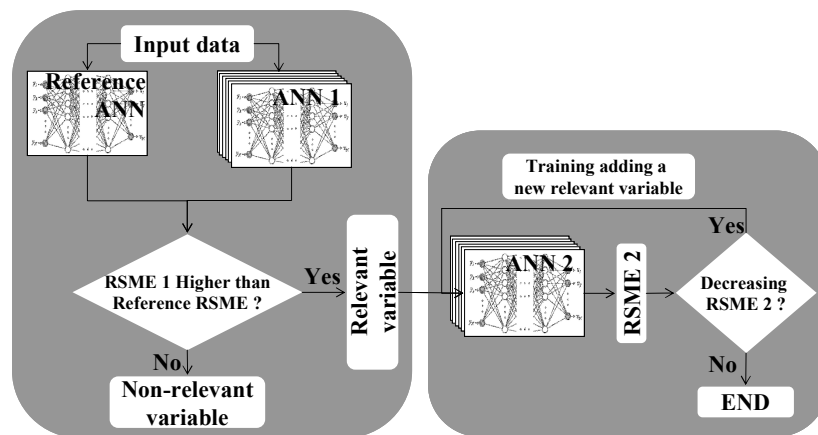 Input data
Reference
ANN
ANN 1
RSME 1 Higher than
Reference RSME ?
Yes
No
Non-relevant
variable
Relevant
variable
Training adding a
new relevant variable
Yes
ANN 2
RSME 2
Decreasing
RSME 2 ?
No
END